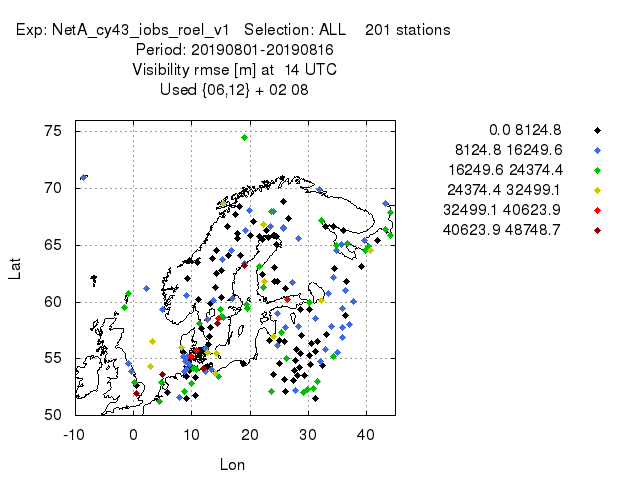 Exp: NetA_cy43_iobs_roel_v1   Selection: ALL    201 stations
Period: 20190801-20190816
Visibility rmse [m] at  14 UTC
Used {06,12} + 02 08
0.0 8124.8
8124.8 16249.6
16249.6 24374.4
24374.4 32499.1
32499.1 40623.9
40623.9 48748.7
75
70
65
60
55
50
Lat
-10 0 10 20 30 40
Lon